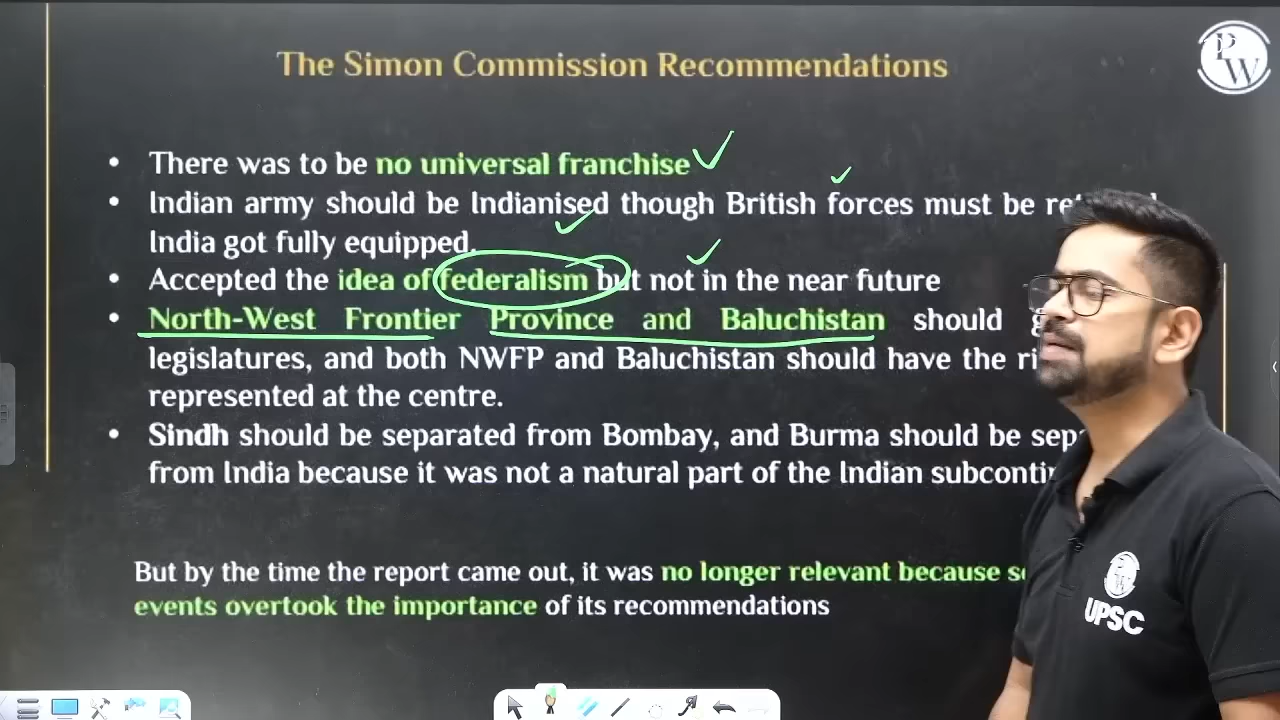 The Simon Commission Recommendations
PW
• There was to be no universal franchise
• Indian army should be Indianised though British forces must be
India got fully equipped.
• Accepted the idea of federalism but not in the near future
• North-West Frontier Province and Baluchistan should
legislatures, and both NWFP and Baluchistan should have the
represented at the centre.
• Sindh should be separated from Bombay, and Burma should be
from India because it was not a natural part of the Indian
But by the time the report came out, it was no longer relevant because
events overtook the importance of its recommendations
PW
UPSC